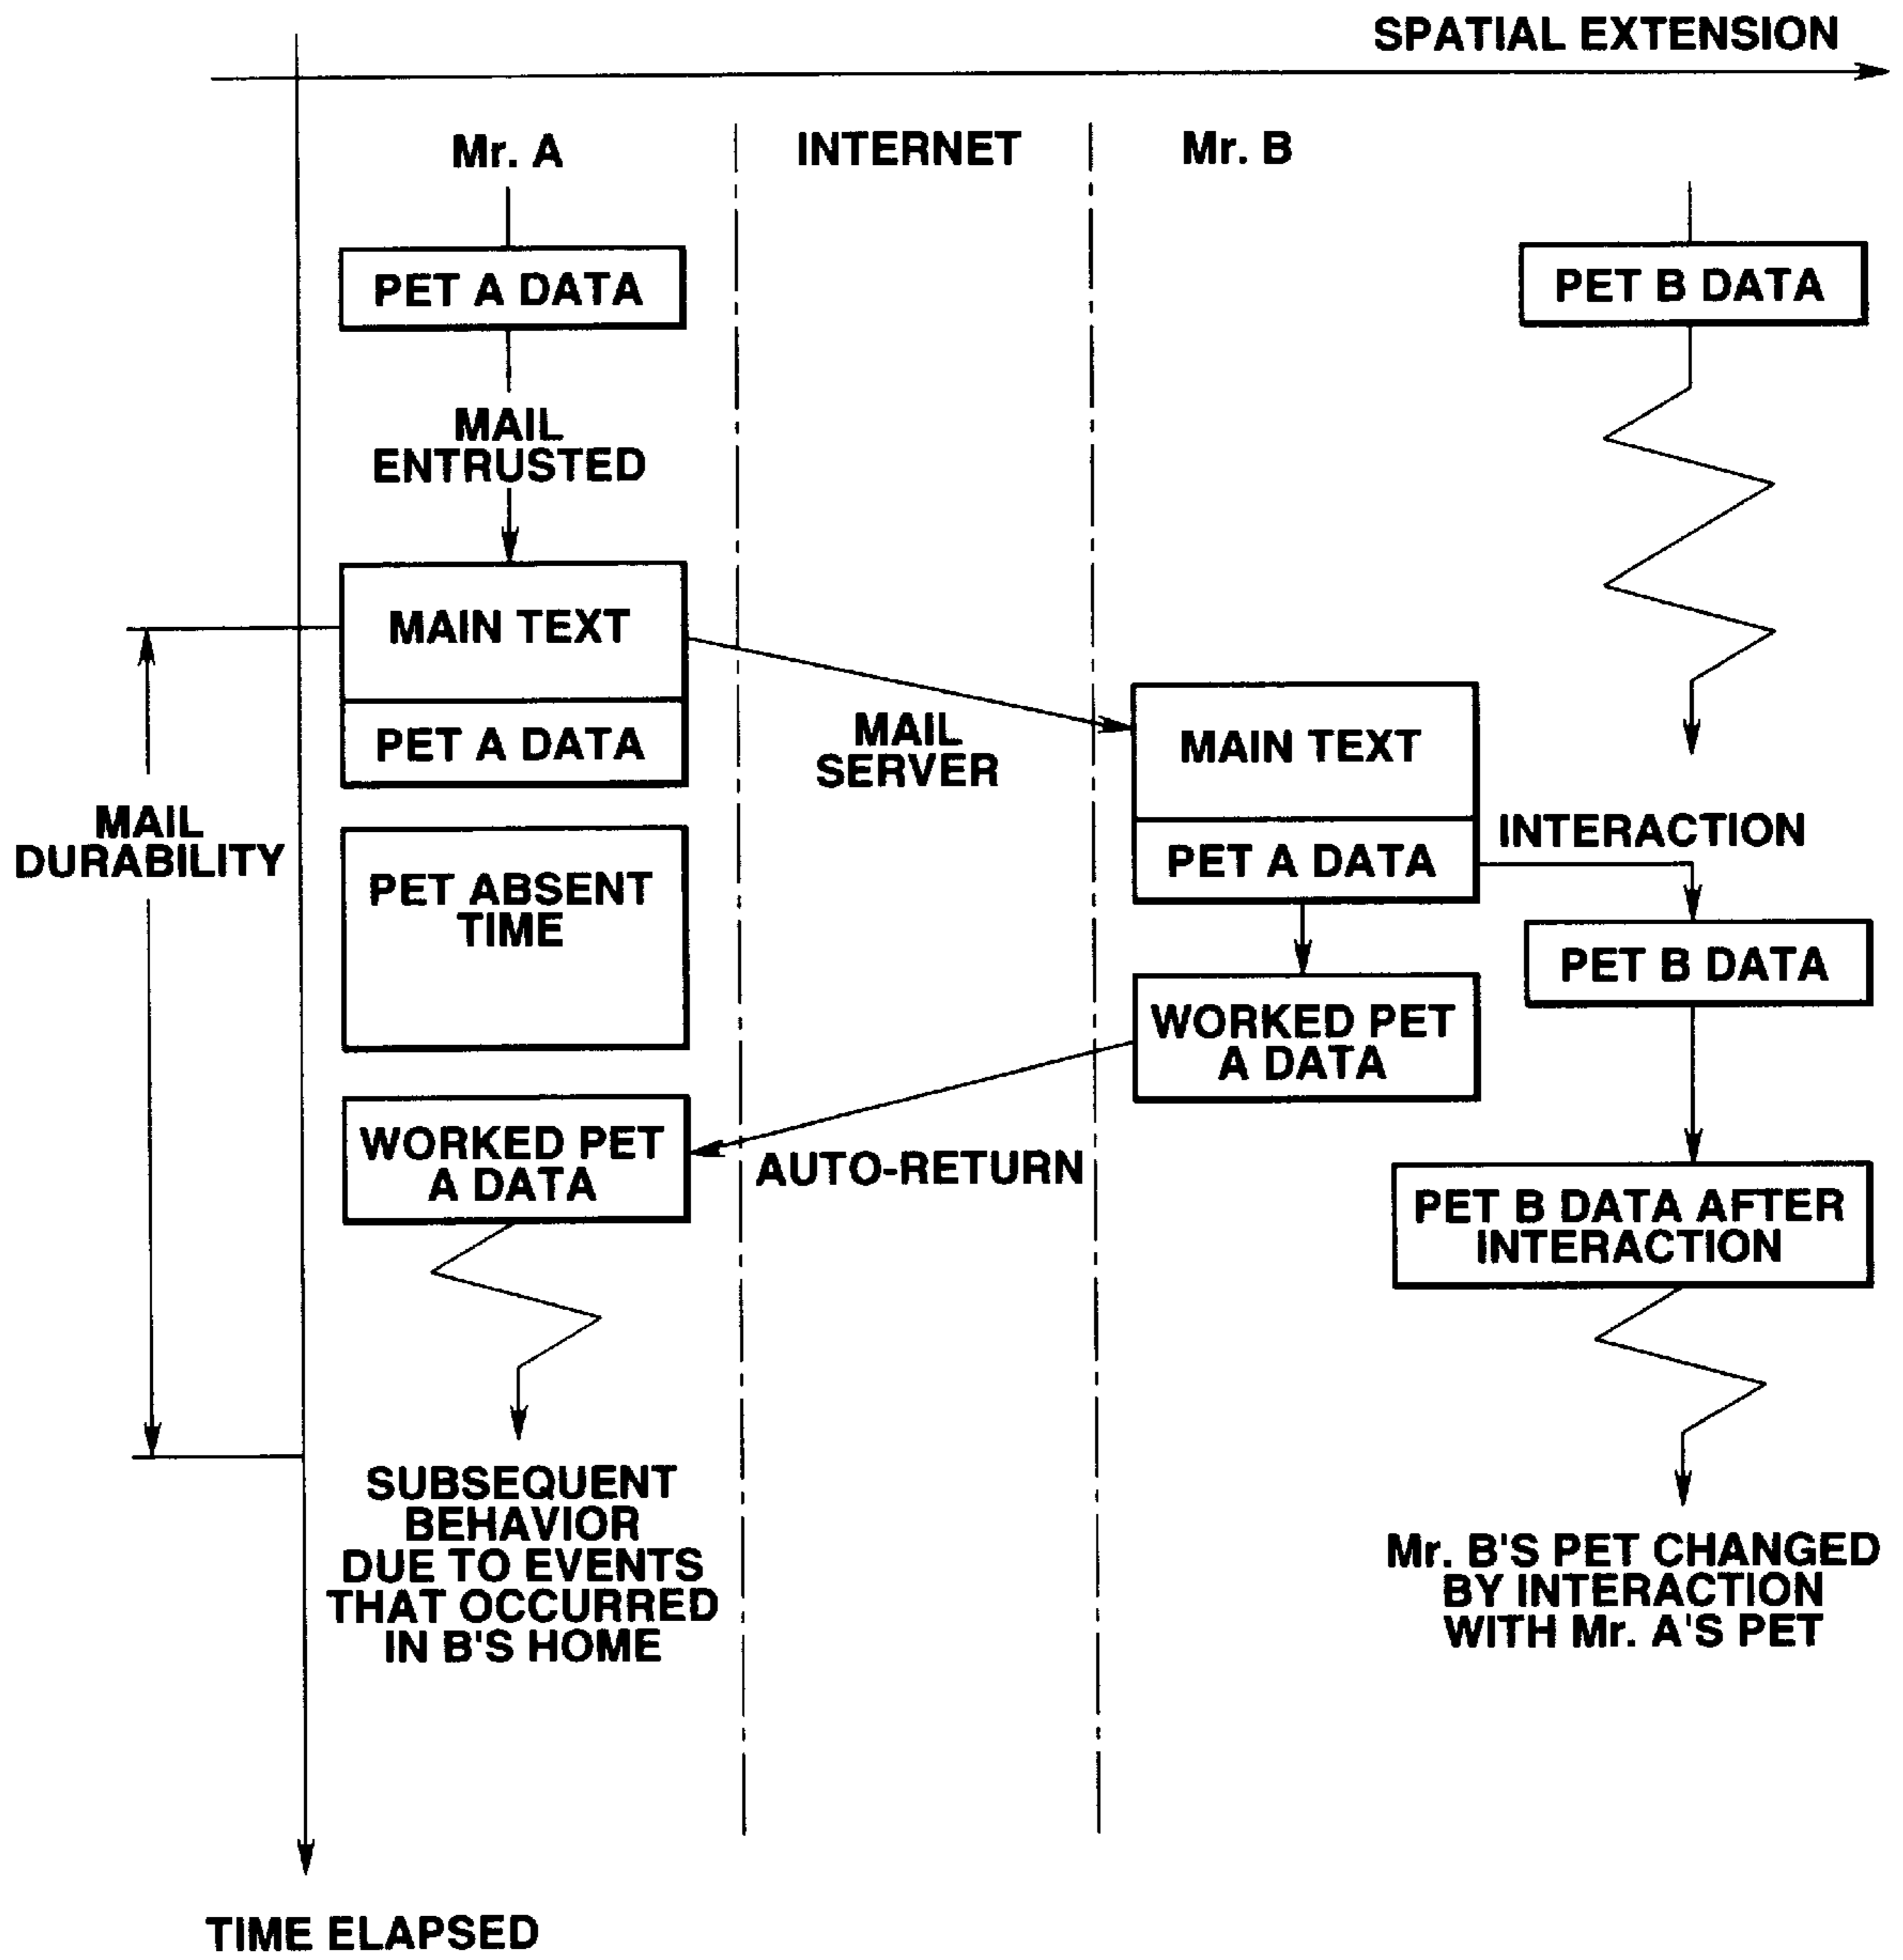 SPATIAL EXTENSION
Mr. A
INTERNET
Mr. B
PET A DATA
PET B DATA
MAIL
ENTRUSTED
MAIN TEXT
PET A DATA
MAIL
SERVER
MAIN TEXT
PET A DATA
INTERACTION
MAIL
DURABILITY
PET ABSENT
TIME
PET B DATA
WORKED PET
A DATA
WORKED PET
A DATA
AUTO-RETURN
PET B DATA AFTER
INTERACTION
SUBSEQUENT
BEHAVIOR
DUE TO EVENTS
THAT OCCURRED
IN B'S HOME
Mr. B'S PET CHANGED
BY INTERACTION
WITH Mr. A'S PET
TIME ELAPSED